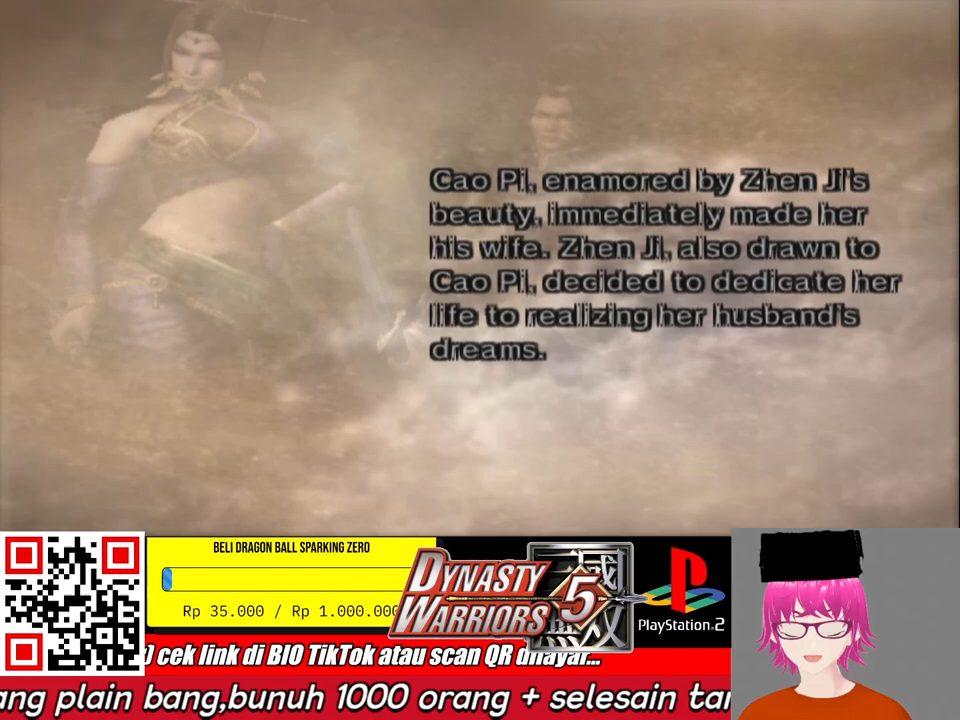 Cao Pi, enamored by Zhen Ji's
beauty, immediately made her
his wife. Zhen Ji, also drawn to
Cao Pi, decided to dedicate her
life to realizing her husband's
dreams.
BELI DRAGON BALL SPARKING ZERO
Rp 35.000 / Rp 1.000.000
DYNASTY
WARRIORS 5
PlayStation 2
) cek link di BIO TikTok atau scan QR dilayar...
ang plain bang,bunuh 1000 orang + selesain tar